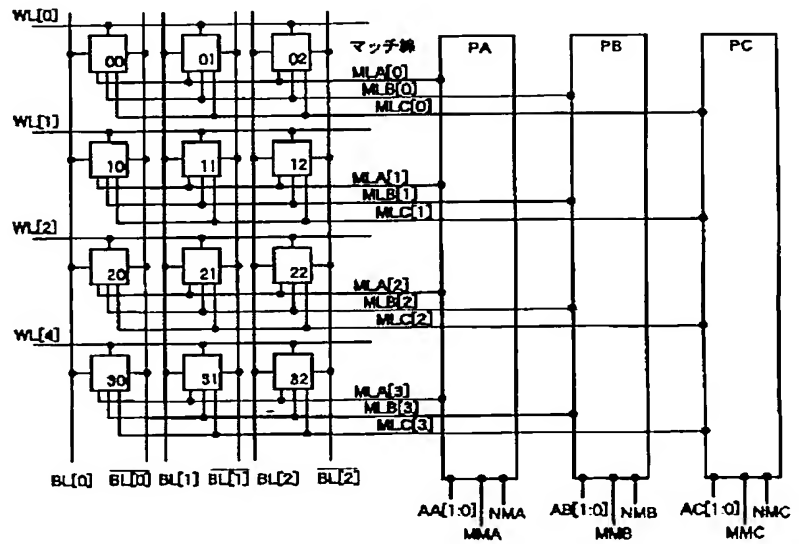 WL[0]
00 01 02
マッチ線 PA PB PC
MLA[0]
MLB[0]
MLC[0]
WL[1]
10 11 12
MLA[1]
MLB[1]
MLC[1]
WL[2]
20 21 22
MLA[2]
MLB[2]
MLC[2]
WL[4]
30 31 32
MLA[3]
MLB[3]
MLC[3]
BL[0] BL[0] BL[1] BL[1] BL[2] BL[2]
AA[1:0] NMA AB[1:0] NMB AC[1:0] NMC
MMA MMB MMC